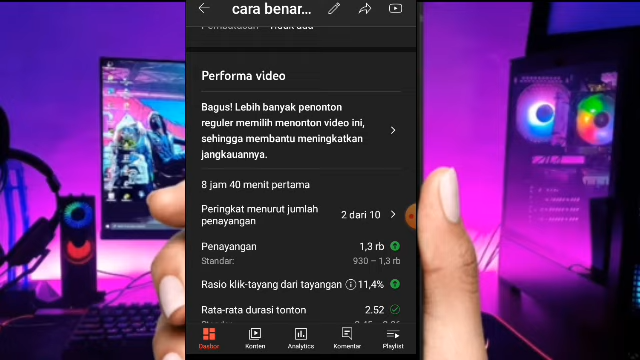 cara benar...
Performa video
Bagus! Lebih banyak penonton
reguler memilih menonton video ini,
sehingga membantu meningkatkan
jangkauannya.
8 jam 40 menit pertama
Peringkat menurut jumlah
penayangan
2 dari 10
Penayangan 1,3 rb
Standar: 930 – 1,3 rb
Rasio klik-tayang dari tayangan 11,4%
Rata-rata durasi tonton 2.52
Dasbor Konten Analytics Komentar Playlist